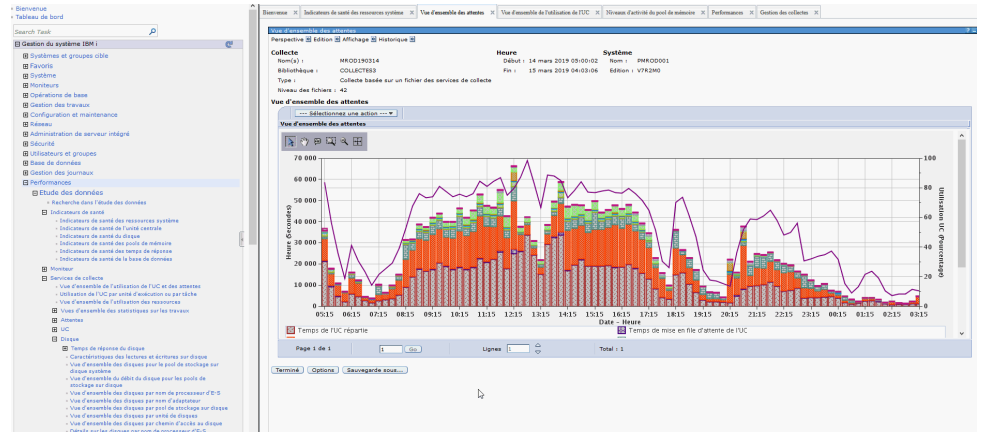 Bienvenue
Tableau de bord
Search Task
Gestion du système IBM i
Systèmes et groupes cible
Favoris
Système
Moniteurs
Opérations de base
Gestion des travaux
Configuration et maintenance
Réseau
Administration de serveur intégré
Sécurité
Utilisateurs et groupes
Base de données
Gestion des journaux
Performances
Etude des données
Recherche dans l'étude des données
Indicateurs de santé
Indicateurs de santé des ressources système
Indicateurs de santé de l'unité centrale
Indicateurs de santé du disque
Indicateurs de santé des pools de mémoire
Indicateurs de santé des temps de réponse
Indicateurs de santé de la base de données
Moniteur
Services de collecte
Vue d'ensemble de l'utilisation de l'UC et des attentes
Utilisation de l'UC par unité d'exécution ou par tâche
Vue d'ensemble de l'utilisation des ressources
Vues d'ensemble des statistiques sur les travaux
Attentes
UC
Disque
Temps de réponse du disque
Caractéristiques des lectures et écritures sur disque
Vue d'ensemble des disques pour le pool de stockage sur
disque système
Vue d'ensemble du débit du disque pour les pools de
stockage sur disque
Vue d'ensemble des disques par nom de processeur d'E-S
Vue d'ensemble des disques par nom d'adaptateur
Vue d'ensemble des disques par pool de stockage sur disque
Vue d'ensemble des disques par unité de disques
Vue d'ensemble des disques par chemin d'accès au disque
Détails sur les disques par nom de processeur d'E-S
Bienvenue X Indicateurs de santé des ressources système X Vue d'ensemble des attentes X Vue d'ensemble de l'utilisation de l'UC X Niveaux d'activité du pool de mémoire X Performances X Gestion des collectes X
Vue d'ensemble des attentes
Perspective Edition Affichage Historique
Collecte Heure Système
Nom(s) : MROD190314 Début : 14 mars 2019 05:00:02 Nom : PMROD001
Bibliothèque : COLLECTES3 Fin : 15 mars 2019 04:03:06 Edition : V7R2M0
Type : Collecte basée sur un fichier des services de collecte
Niveau des fichiers : 42
Vue d'ensemble des attentes
--- Sélectionnez une action ---
Vue d'ensemble des attentes
70 000
60 000
50 000
40 000
30 000
20 000
10 000
0
Heure (Secondes)
100
80
60
40
20
0
Utilisation UC (Pourcentage)
05:15 06:15 07:15 08:15 09:15 10:15 11:15 12:15 13:15 14:15 15:15 16:15 17:15 18:15 19:15 20:15 21:15 22:15 23:15 00:15 01:15 02:15 03:15
Date - Heure
Temps de l'UC répartie Temps de mise en file d'attente de l'UC
Page 1 de 1 1 Go Lignes 1 Total : 1
Terminé Options Sauvegarde sous...